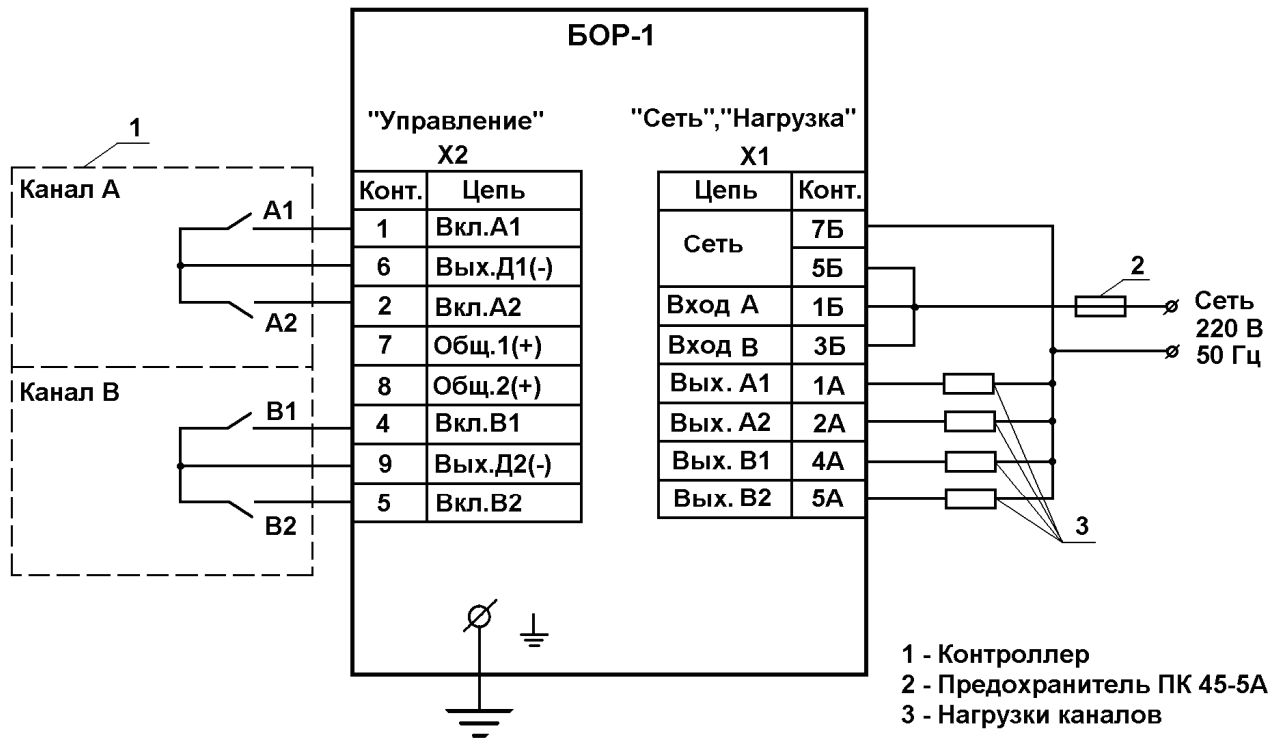 БОР-1
"Управление"
X2
Конт. Цепь
1 Вкл.А1
6 Вых.Д1(-)
2 Вкл.А2
7 Общ.1(+)
8 Общ.2(+)
4 Вкл.В1
9 Вых.Д2(-)
5 Вкл.В2
"Сеть","Нагрузка"
X1
Цепь Конт.
Сеть 7Б
5Б
Вход А 1Б
Вход В 3Б
Вых. А1 1А
Вых. А2 2А
Вых. В1 4А
Вых. В2 5А
1
Канал А
А1
А2
Канал В
В1
В2
2
Сеть
220 В
50 Гц
3
1 - Контроллер
2 - Предохранитель ПК 45-5А
3 - Нагрузки каналов